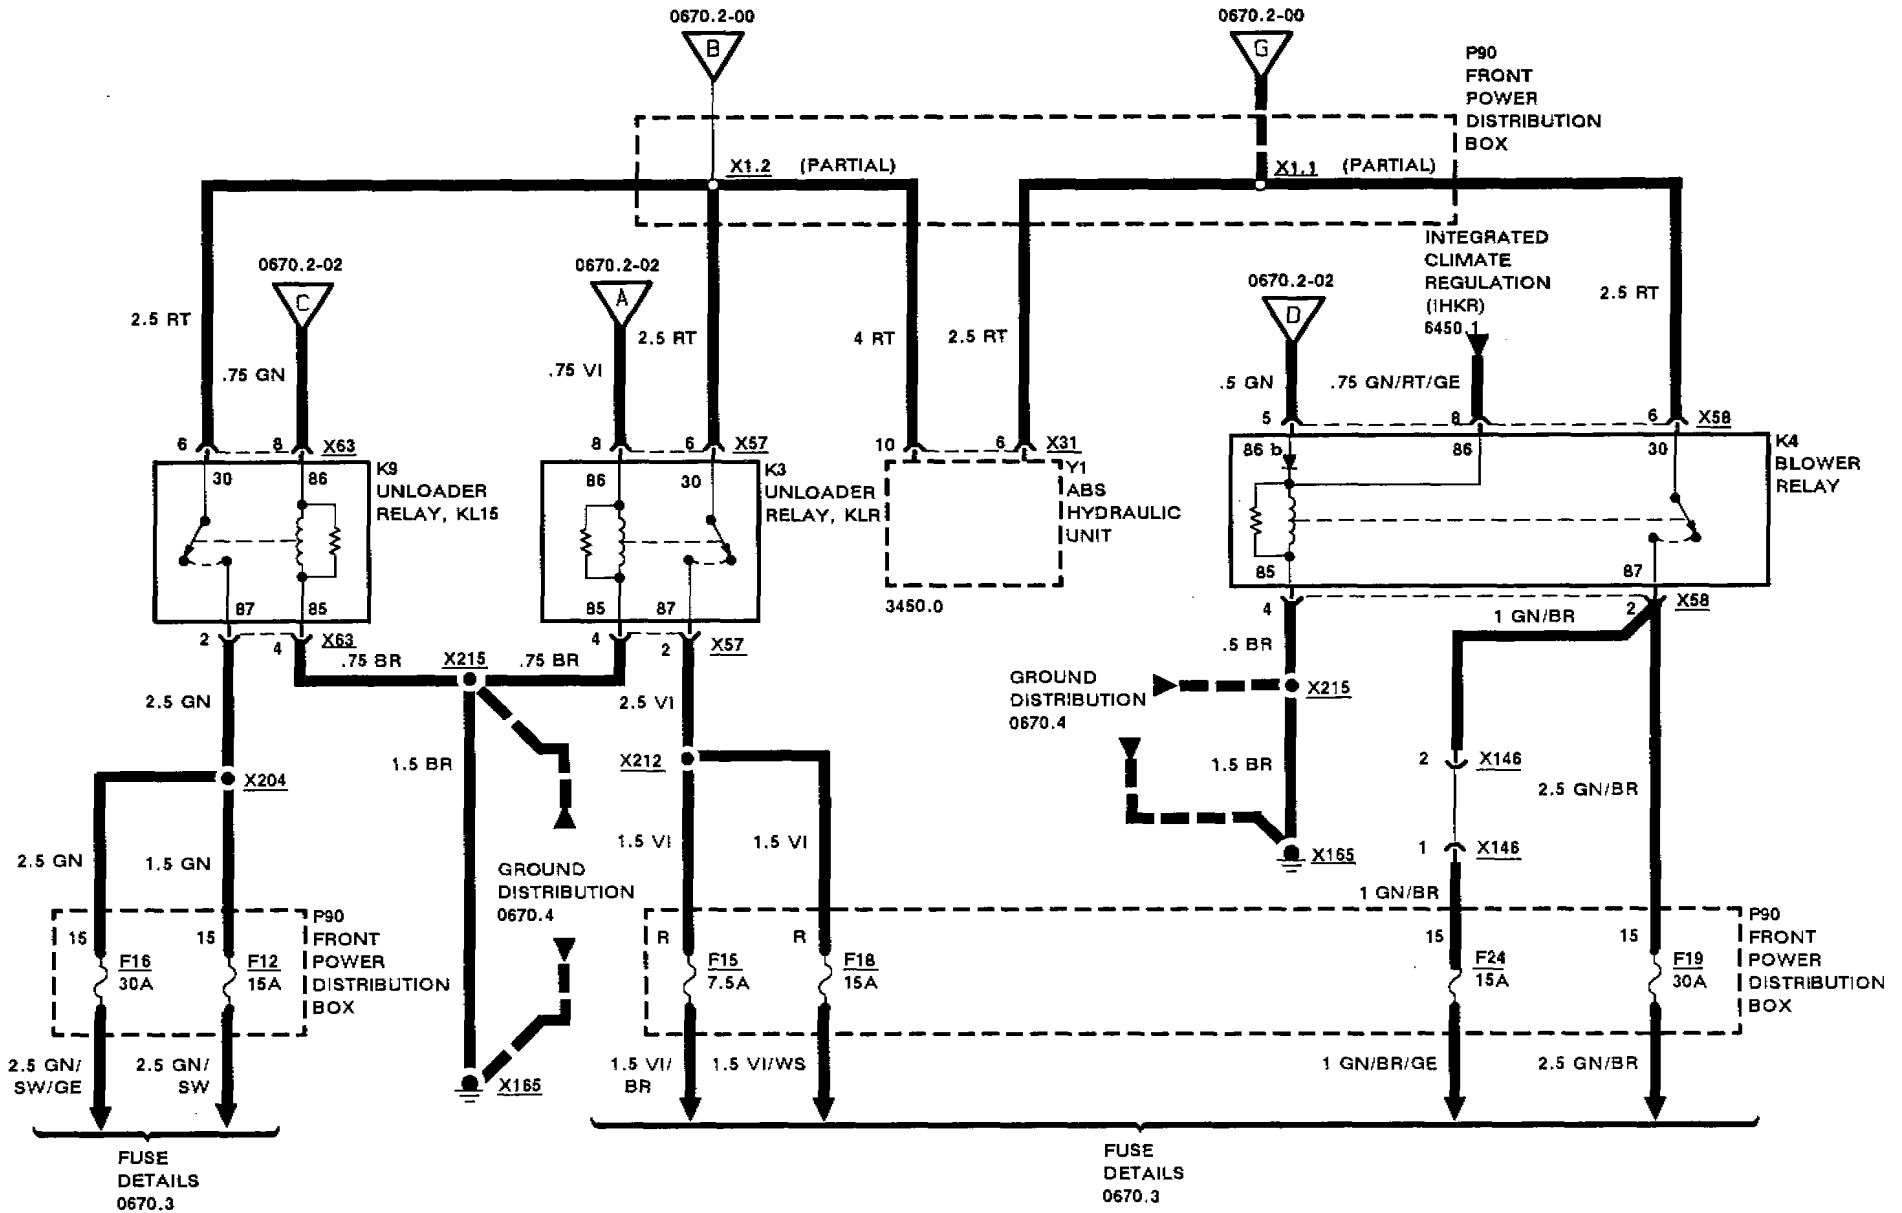 0670.2-00
0670.2-00
B
G
P90
FRONT
POWER
DISTRIBUTION
BOX
X1.2 (PARTIAL)
X1.1 (PARTIAL)
INTEGRATED
CLIMATE
REGULATION
(IHKR)
6450.1
0670.2-02
C
0670.2-02
A
0670.2-02
D
2.5 RT
.75 GN
.75 VI
2.5 RT
4 RT
2.5 RT
.5 GN
.75 GN/RT/GE
2.5 RT
6
8
X63
8
6
X57
10
6
X31
5
8
6
X58
30
86
K9
UNLOADER
RELAY, KL15
86
30
K3
UNLOADER
RELAY, KLR
Y1
ABS
HYDRAULIC
UNIT
3450.0
86 b
86
30
K4
BLOWER
RELAY
87
85
85
87
85
87
2
4
X63
4
2
X57
4
2
X58
.75 BR
X215
.75 BR
.5 BR
1 GN/BR
2.5 GN
2.5 VI
GROUND
DISTRIBUTION
0670.4
X215
X204
1.5 BR
X212
1.5 BR
2
X146
2.5 GN/BR
2.5 GN
1.5 GN
1.5 VI
1.5 VI
X165
1
X146
1 GN/BR
GROUND
DISTRIBUTION
0670.4
15
F16
30A
15
F12
15A
P90
FRONT
POWER
DISTRIBUTION
BOX
R
F15
7.5A
R
F18
15A
15
F24
15A
15
F19
30A
P90
FRONT
POWER
DISTRIBUTION
BOX
2.5 GN/
SW/GE
2.5 GN/
SW
X165
1.5 VI/
BR
1.5 VI/WS
1 GN/BR/GE
2.5 GN/BR
FUSE
DETAILS
0670.3
FUSE
DETAILS
0670.3